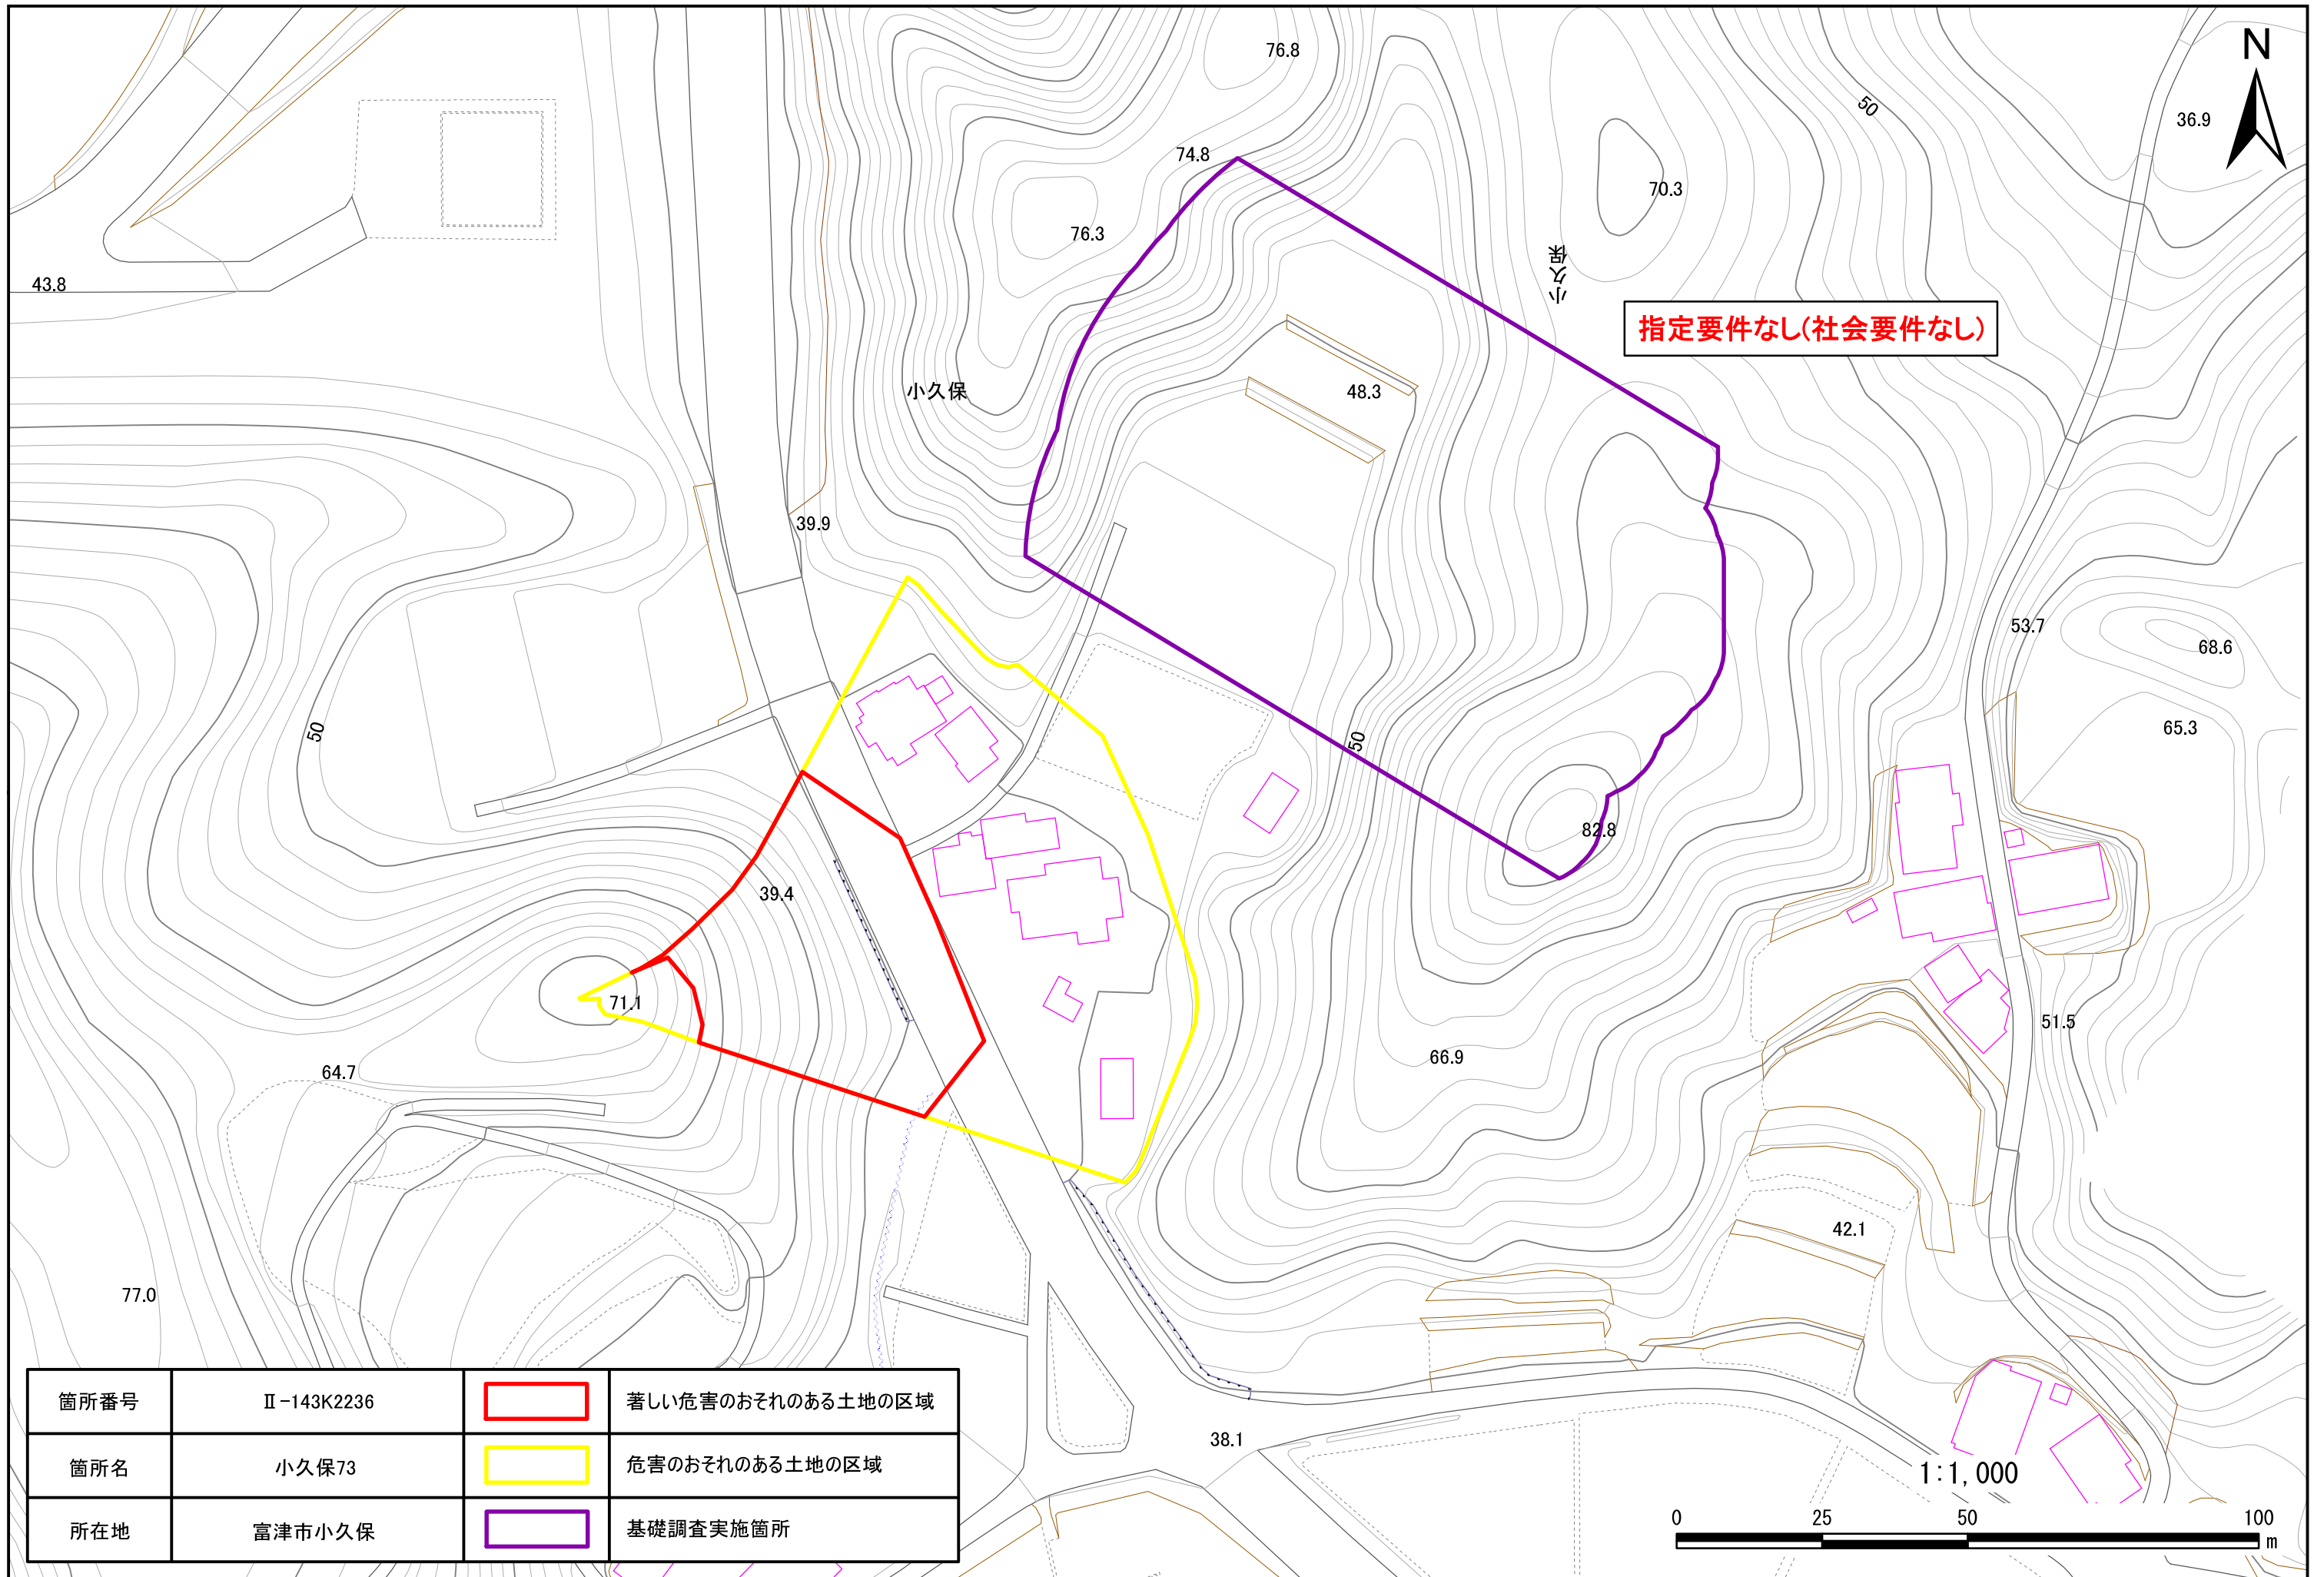 76.8
N
50
36.9
74.8
70.3
76.3
小久保
43.8
指定要件なし(社会要件なし)
小久保
48.3
39.9
53.7
68.6
50
65.3
50
82.8
39.4
71.1
51.5
66.9
64.7
42.1
77.0
箇所番号 Ⅱ-143K2236 著しい危害のおそれのある土地の区域
箇所名 小久保73 危害のおそれのある土地の区域
所在地 富津市小久保 基礎調査実施箇所
38.1
1:1,000
0 25 50 100
m